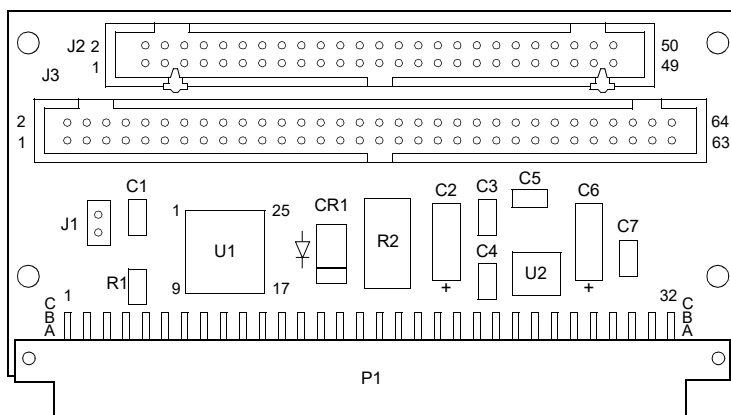 J2 2 50
1 49
J3
2 64
1 63
C1 C2 C3 C5 C6
J1 1 25 CR1 C7
U1 R2 C4
R1 9 17 U2
+ +
C 1 32 C
B B
A A
P1